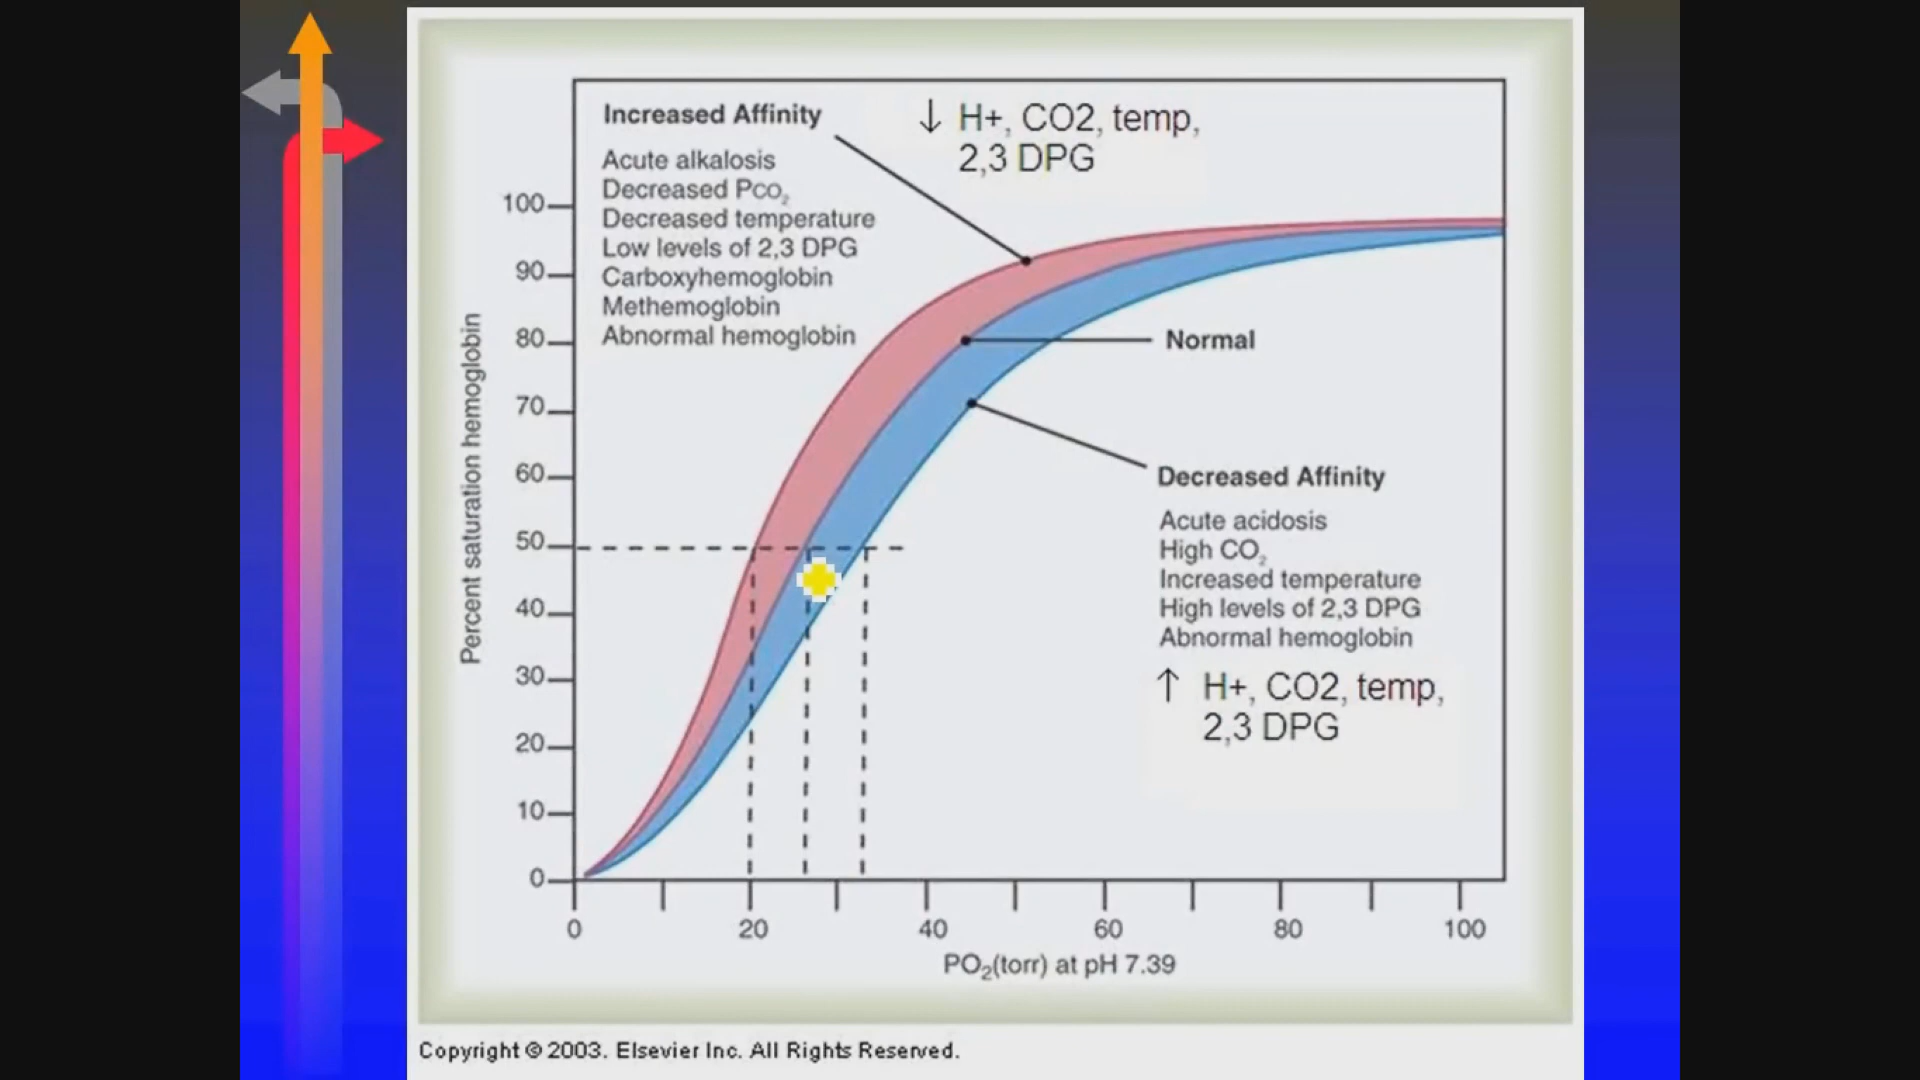 Increased Affinity
Acute alkalosis
Decreased PCO2
Decreased temperature
Low levels of 2,3 DPG
Carboxyhemoglobin
Methemoglobin
Abnormal hemoglobin
↓ H+, CO2, temp,
2,3 DPG
Normal
Decreased Affinity
Acute acidosis
High CO2
Increased temperature
High levels of 2,3 DPG
Abnormal hemoglobin
↑ H+, CO2, temp,
2,3 DPG
Percent saturation hemoglobin
100
90
80
70
60
50
40
30
20
10
0
0 20 40 60 80 100
PO2(torr) at pH 7.39
Copyright © 2003. Elsevier Inc. All Rights Reserved.